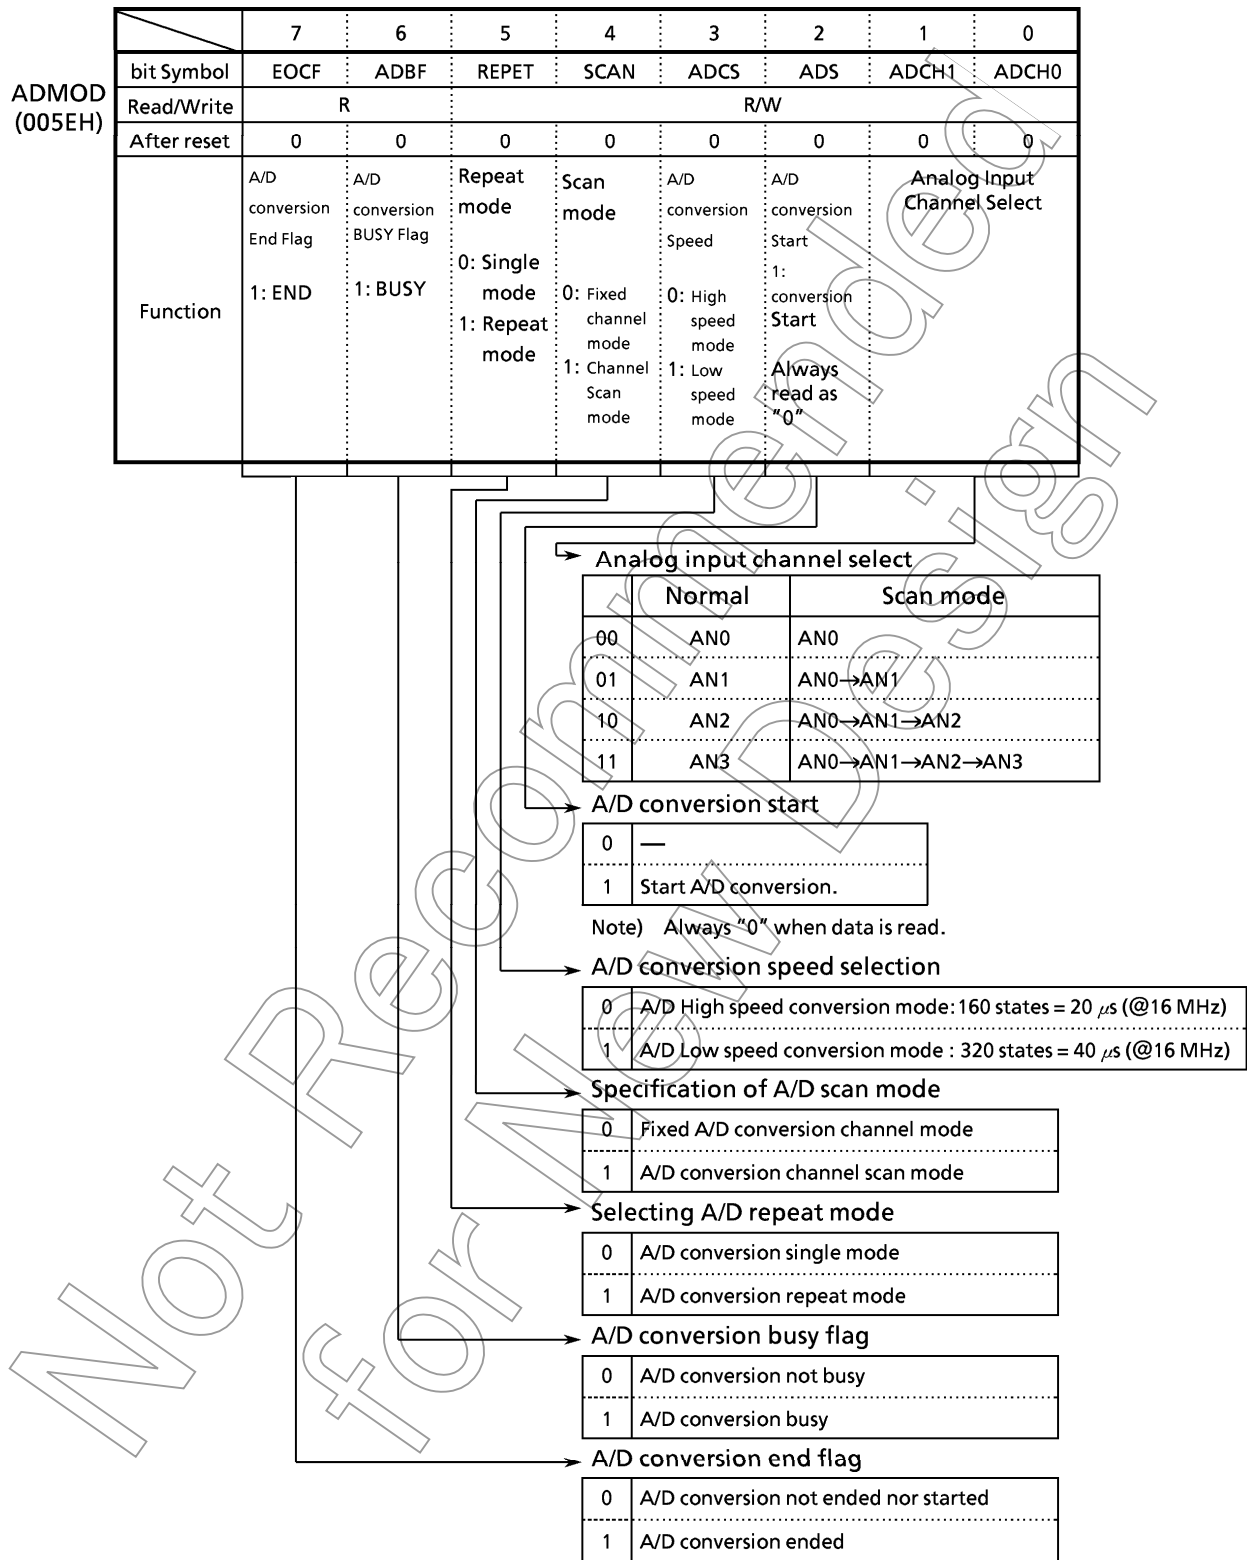 7 6 5 4 3 2 1 0
bit Symbol EOCF ADBF REPET SCAN ADCS ADS ADCH1 ADCH0
ADMOD
(005EH)
Read/Write R R/W
After reset 0 0 0 0 0 0 0 0
Function
A/D
conversion
End Flag
1: END
A/D
conversion
BUSY Flag
1: BUSY
Repeat
mode
0: Single
mode
1: Repeat
mode
Scan
mode
0: Fixed
channel
mode
1: Channel
Scan
mode
A/D
conversion
Speed
0: High
speed
mode
1: Low
speed
mode
A/D
conversion
Start
1:
conversion
Start
Always
read as
"0"
Analog Input
Channel Select
Analog input channel select
Normal Scan mode
00 AN0 AN0
01 AN1 AN0→AN1
10 AN2 AN0→AN1→AN2
11 AN3 AN0→AN1→AN2→AN3
A/D conversion start
0 —
1 Start A/D conversion.
Note) Always "0" when data is read.
A/D conversion speed selection
0 A/D High speed conversion mode: 160 states = 20 μs (@16 MHz)
1 A/D Low speed conversion mode : 320 states = 40 μs (@16 MHz)
Specification of A/D scan mode
0 Fixed A/D conversion channel mode
1 A/D conversion channel scan mode
Selecting A/D repeat mode
0 A/D conversion single mode
1 A/D conversion repeat mode
A/D conversion busy flag
0 A/D conversion not busy
1 A/D conversion busy
A/D conversion end flag
0 A/D conversion not ended nor started
1 A/D conversion ended
Not Recommended
for New Design